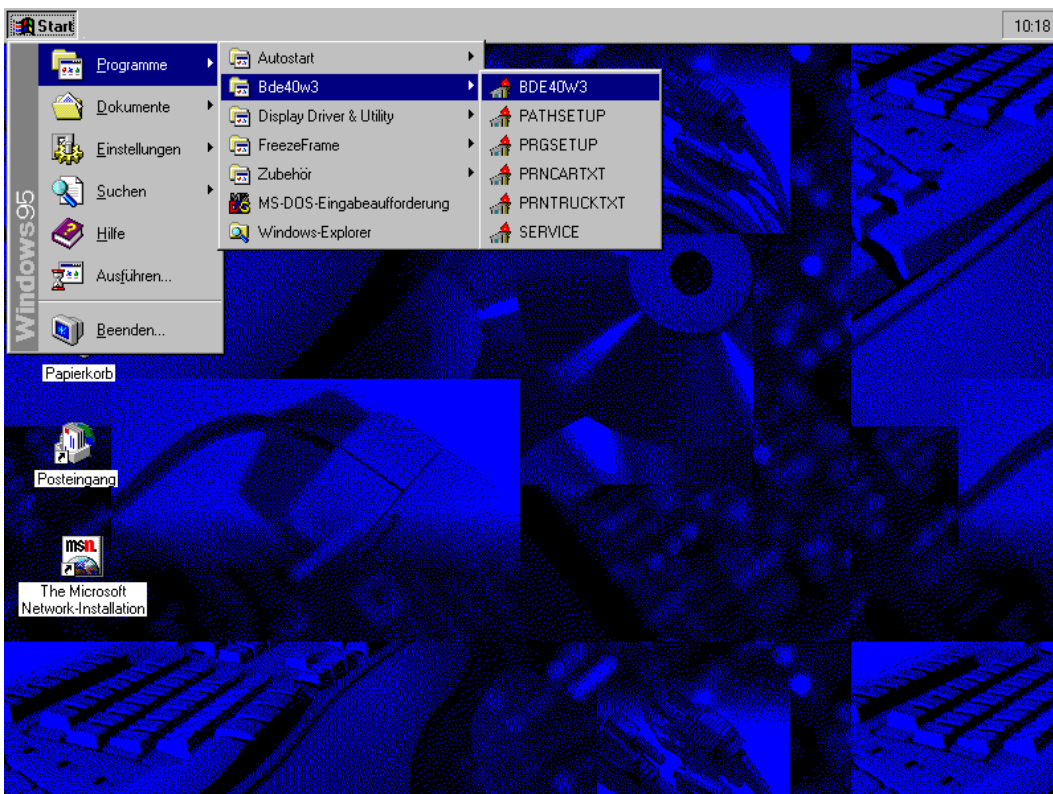 Start
10:18
Programme
Dokumente
Einstellungen
Suchen
Hilfe
Ausführen...
Beenden...
Windows95
Autostart
Bde40w3
Display Driver & Utility
FreezeFrame
Zubehör
MS-DOS-Eingabeaufforderung
Windows-Explorer
BDE40W3
PATHSETUP
PRGSETUP
PRNCARTXT
PRNTRUCKTXT
SERVICE
Papierkorb
Posteingang
msn.
The Microsoft
Network-Installation